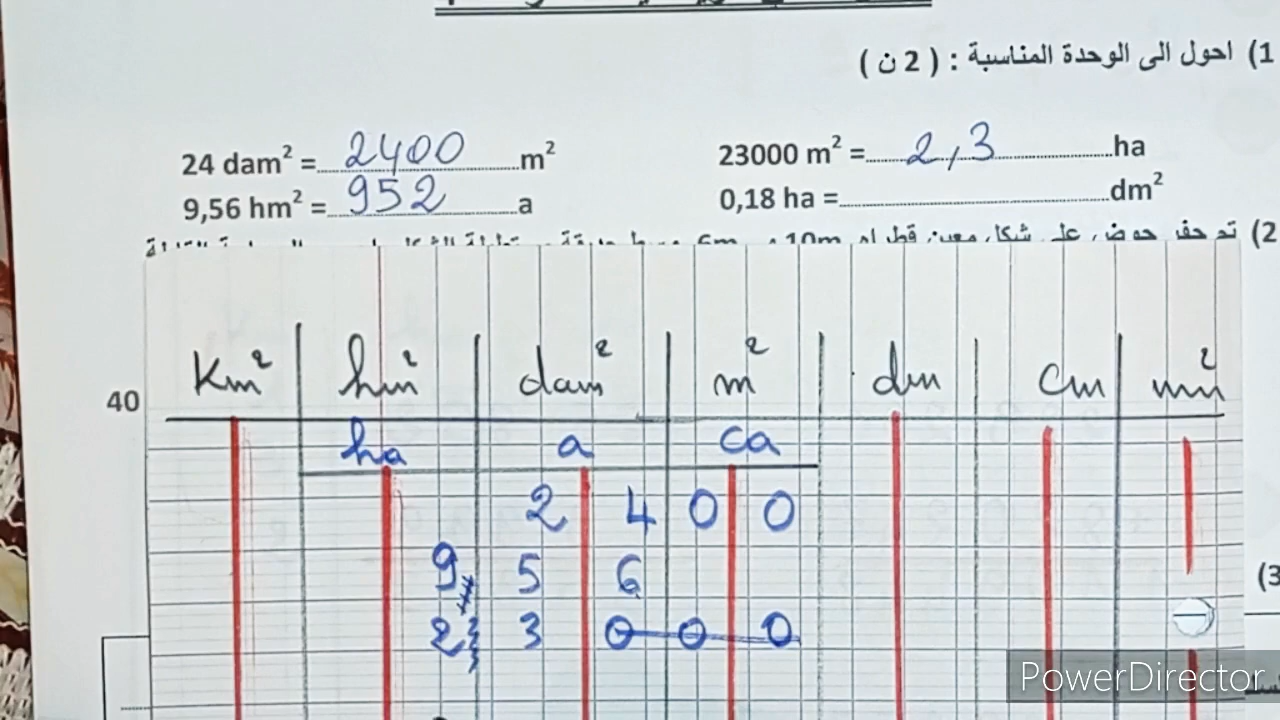 1) احول الى الوحدة المناسبة : ( 2 ن )
24 dam² = 2400 m²
23000 m² = 2,3 ha
9,56 hm² = 952 a
0,18 ha = dm²
2)
km² hm² dam² m² dm cm mm²
40
ha a ca
2 4 0 0
9, 5 6
2, 3 0 0 0
3)
PowerDirector